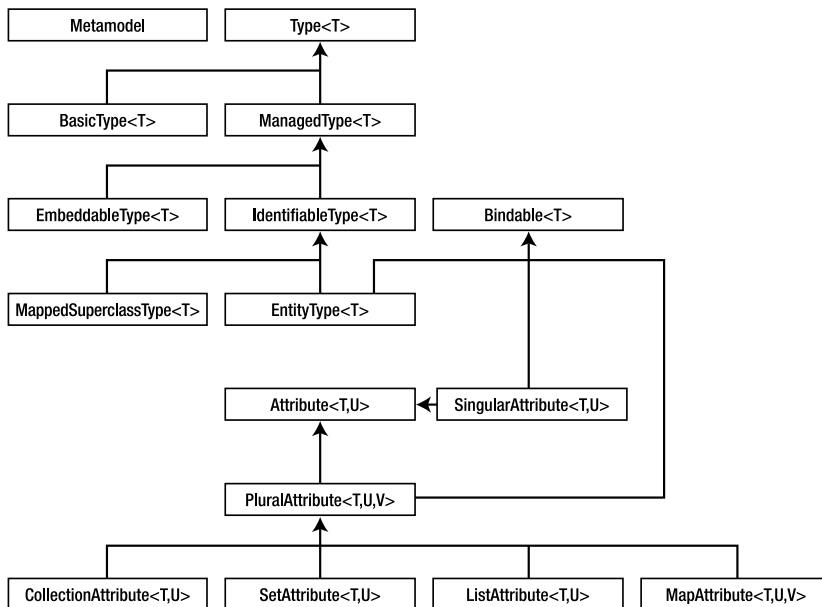 Metamodel
Type<T>
BasicType<T>
ManagedType<T>
EmbeddableType<T>
IdentifiableType<T>
Bindable<T>
MappedSuperclassType<T>
EntityType<T>
Attribute<T,U>
SingularAttribute<T,U>
PluralAttribute<T,U,V>
CollectionAttribute<T,U>
SetAttribute<T,U>
ListAttribute<T,U>
MapAttribute<T,U,V>